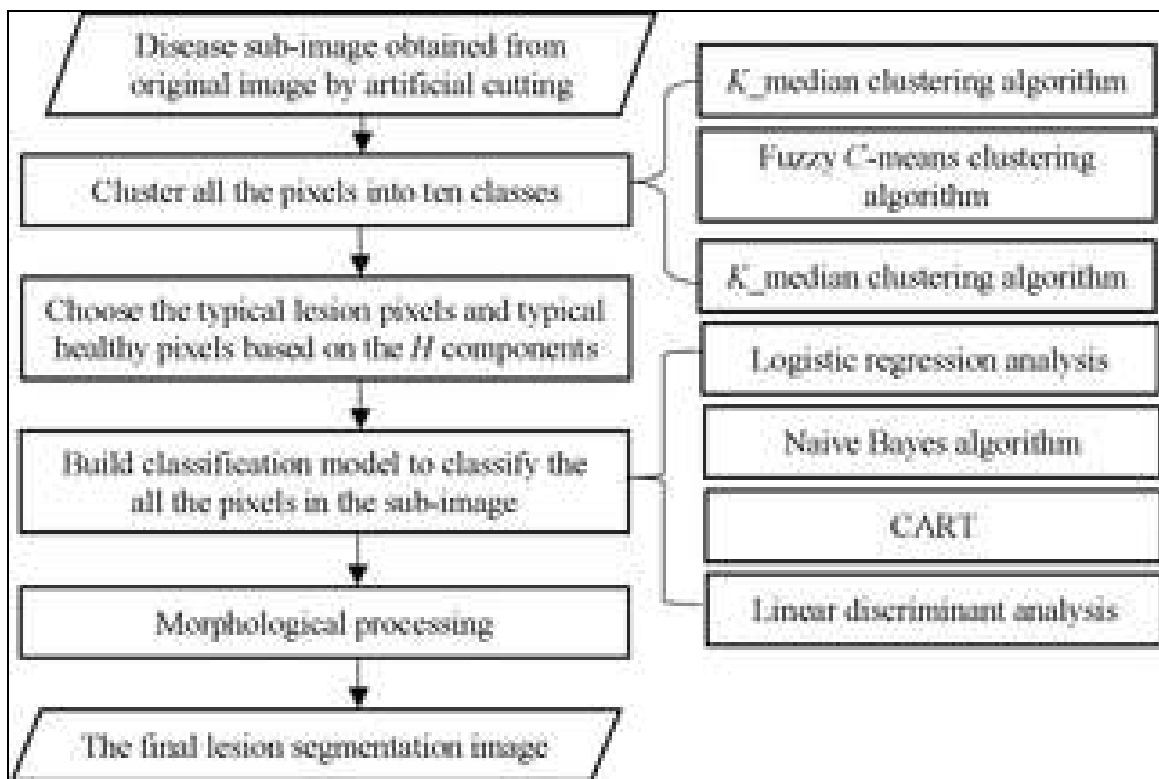 Disease sub-image obtained from
original image by artificial cutting
Cluster all the pixels into ten classes
Choose the typical lesion pixels and typical
healthy pixels based on the H components
Build classification model to classify the
all the pixels in the sub-image
Morphological processing
The final lesion segmentation image
K_median clustering algorithm
Fuzzy C-means clustering
algorithm
K_median clustering algorithm
Logistic regression analysis
Naive Bayes algorithm
CART
Linear discriminant analysis